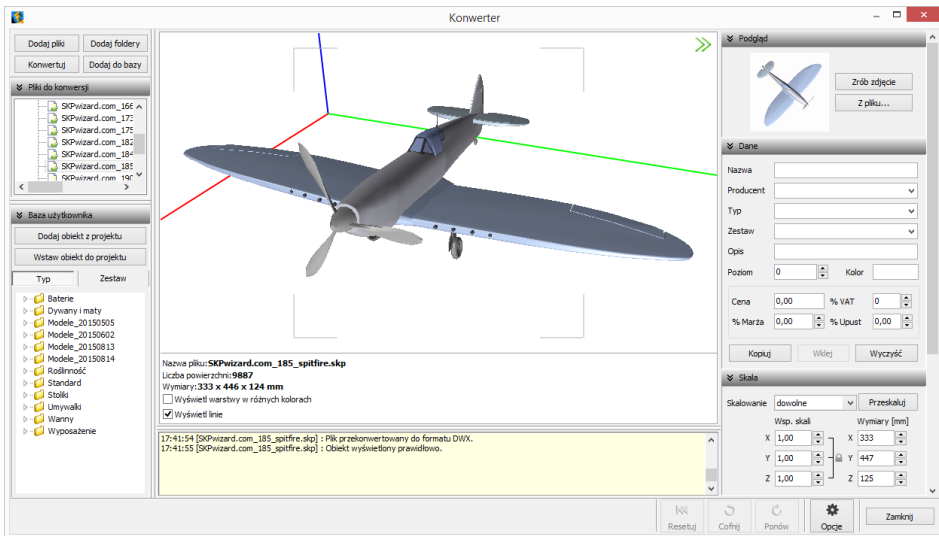 Konwerter
Dodaj pliki
Dodaj foldery
Konwertuj
Dodaj do bazy
Pliki do konwersji
SKPwizard.com_166
SKPwizard.com_173
SKPwizard.com_175
SKPwizard.com_182
SKPwizard.com_184
SKPwizard.com_185
SKPwizard.com_190
Baza użytkownika
Dodaj obiekt z projektu
Wstaw obiekt do projektu
Typ
Zestaw
Baterie
Dywany i maty
Modele_20150505
Modele_20150602
Modele_20150813
Modele_20150814
Roślinność
Standard
Stoliki
Umywalki
Wanny
Wyposażenie
Nazwa pliku:SKPwizard.com_185_spitfire.skp
Liczba powierzchni:9887
Wymiary:333 x 446 x 124 mm
Wyświetl warstwy w różnych kolorach
Wyświetl linie
17:41:54 [SKPwizard.com_185_spitfire.skp] : Plik przekonwertowany do formatu DWX.
17:41:55 [SKPwizard.com_185_spitfire.skp] : Obiekt wyświetlony prawidłowo.
Podgląd
Zrób zdjęcie
Z pliku...
Dane
Nazwa
Producent
Typ
Zestaw
Opis
Poziom 0 Kolor
Cena 0,00 % VAT 0
% Marża 0,00 % Upust 0,00
Kopiuj Wklej Wyczyść
Skala
Skalowanie dowolne Przeskaluj
Wsp. skali Wymiary [mm]
X 1,00 X 333
Y 1,00 Y 447
Z 1,00 Z 125
Resetuj Cofnij Ponów Opcje Zamknij